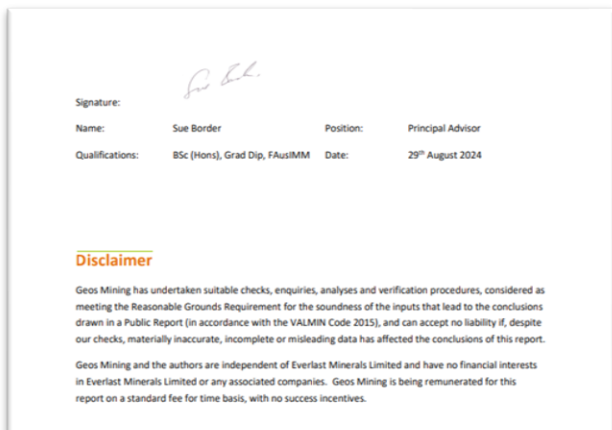 Sue Border
Signature:
Name: Sue Border Position: Principal Advisor
Qualifications: BSc (Hons), Grad Dip, FAusIMM Date: 29th August 2024
Disclaimer
Geos Mining has undertaken suitable checks, enquiries, analyses and verification procedures, considered as
meeting the Reasonable Grounds Requirement for the soundness of the inputs that lead to the conclusions
drawn in a Public Report (in accordance with the VALMIN Code 2015), and can accept no liability if, despite
our checks, materially inaccurate, incomplete or misleading data has affected the conclusions of this report.
Geos Mining and the authors are independent of Everlast Minerals Limited and have no financial interests
in Everlast Minerals Limited or any associated companies. Geos Mining is being remunerated for this
report on a standard fee for time basis, with no success incentives.